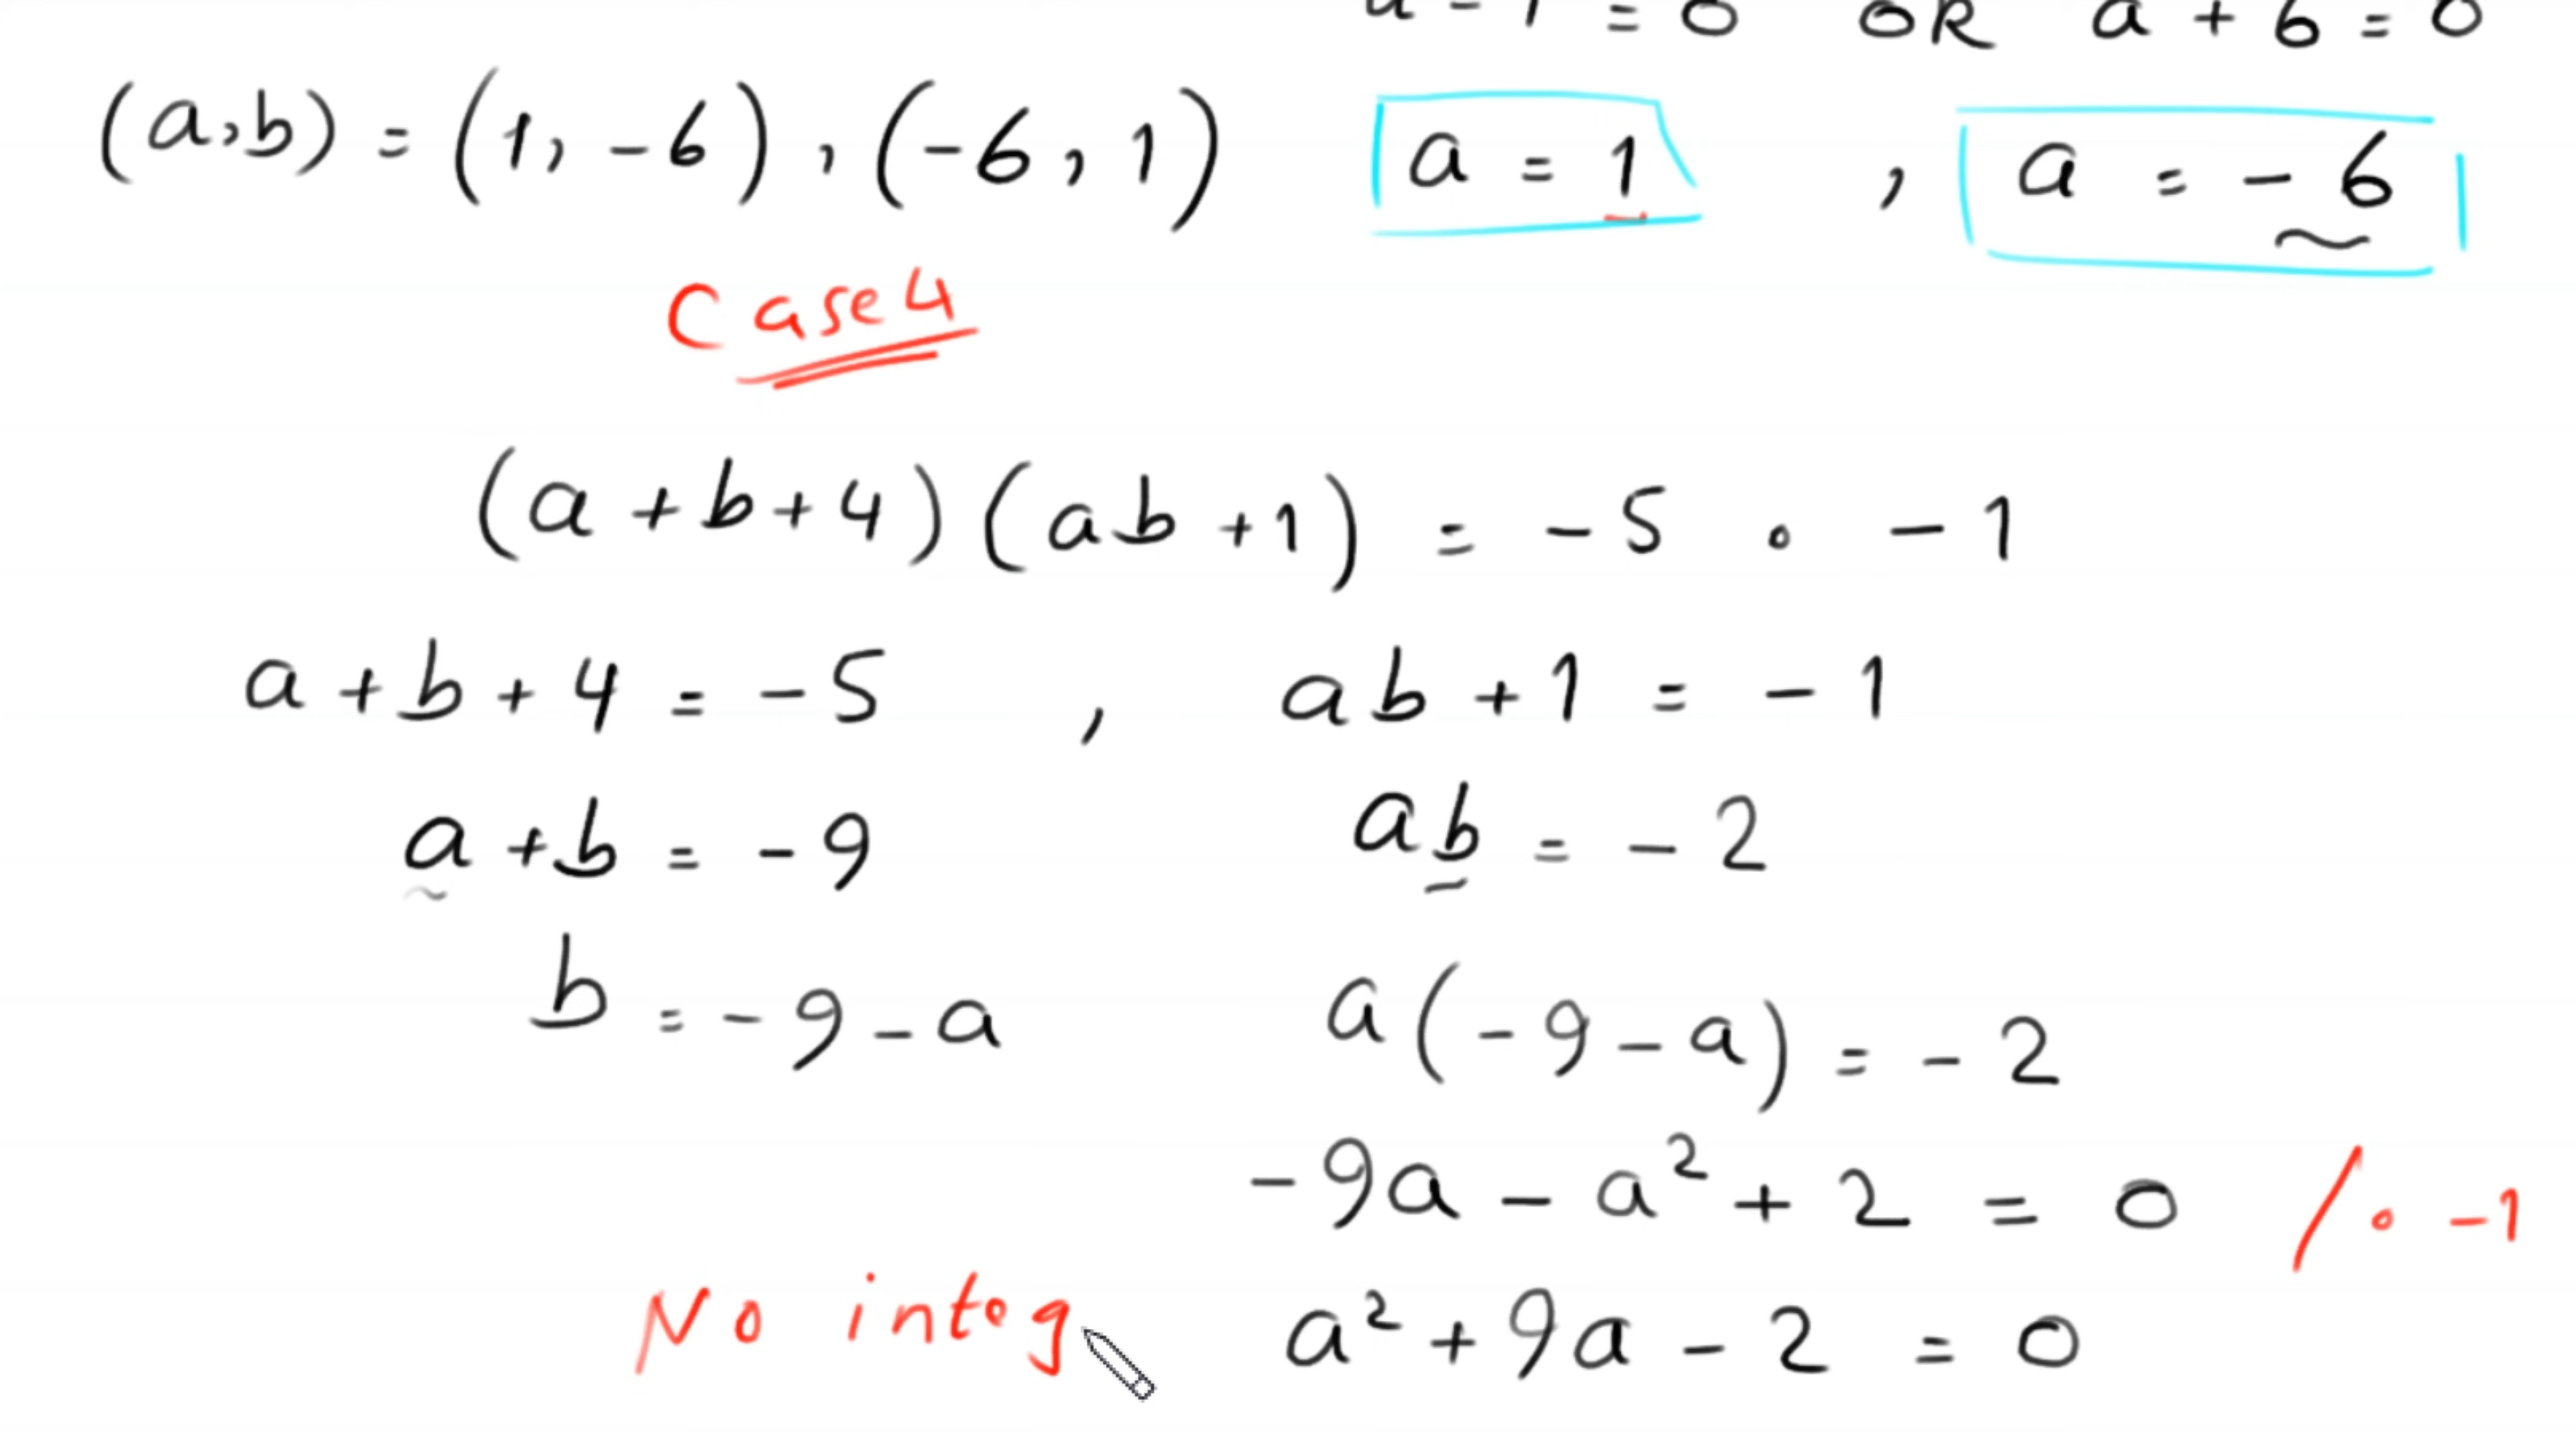 a - 1 = 0 OR a + 6 = 0
(a,b) = (1, -6), (-6, 1) a = 1 , a = -6
Case 4
(a + b + 4)(ab + 1) = -5 · -1
a + b + 4 = -5 , ab + 1 = -1
a + b = -9 ab = -2
b = -9 - a a(-9 - a) = -2
-9a - a² + 2 = 0 / · -1
No integ a² + 9a - 2 = 0